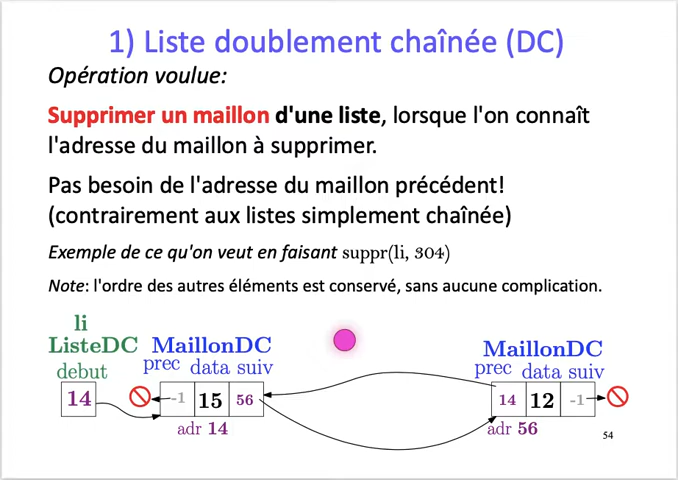 1) Liste doublement chaînée (DC)
Opération voulue:
Supprimer un maillon d'une liste, lorsque l'on connaît
l'adresse du maillon à supprimer.
Pas besoin de l'adresse du maillon précédent!
(contrairement aux listes simplement chaînée)
Exemple de ce qu'on veut en faisant suppr(li, 304)
Note: l'ordre des autres éléments est conservé, sans aucune complication.
li
ListeDC
debut
14
MaillonDC
prec data suiv
-1 15 56
adr 14
MaillonDC
prec data suiv
14 12 -1
adr 56
54